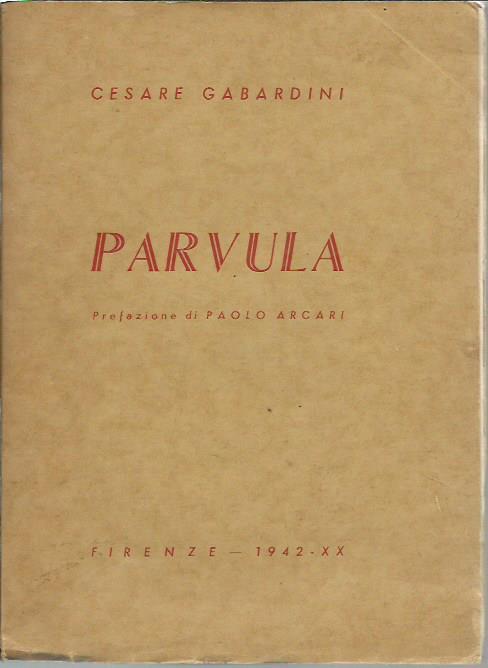 CESARE GABARDINI
PARVULA
Prefazione di PAOLO ARCARI
FIRENZE — 1942-XX